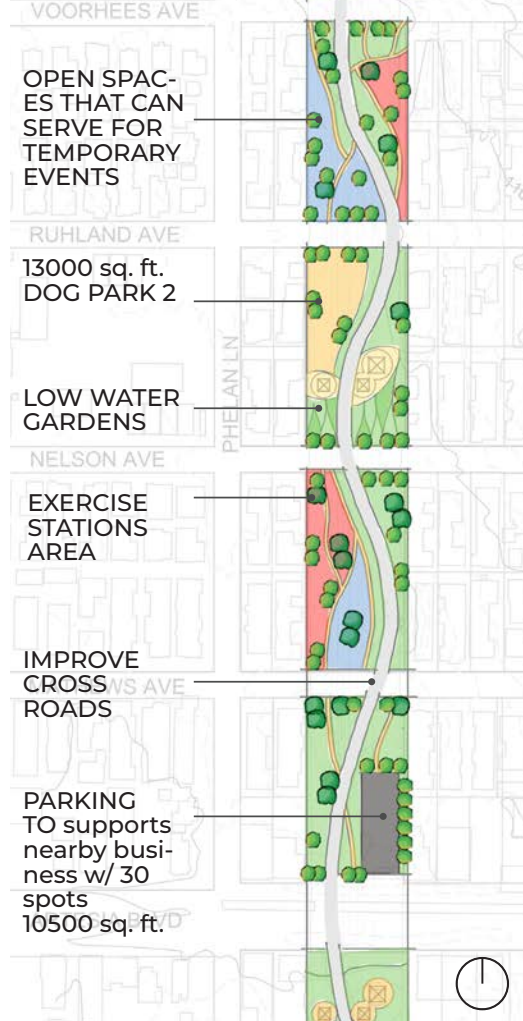 VOORHEES AVE
OPEN SPAC-
ES THAT CAN
SERVE FOR
TEMPORARY
EVENTS
RUHLAND AVE
13000 sq. ft.
DOG PARK 2
PHELAN LN
LOW WATER
GARDENS
NELSON AVE
EXERCISE
STATIONS
AREA
IMPROVE
CROSS
ROADS
AVE
PARKING
TO supports
nearby busi-
ness w/ 30
spots
10500 sq. ft.
BLVD